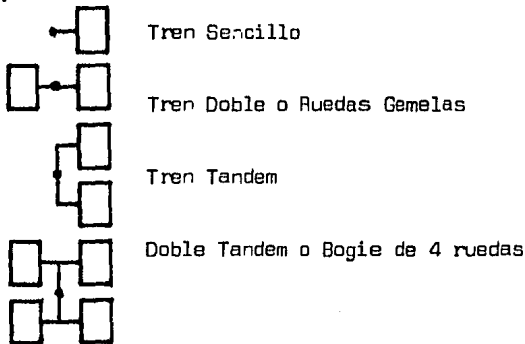 Tren Sencillo
Tren Doble o Ruedas Gemelas
Tren Tandem
Doble Tandem o Bogie de 4 ruedas